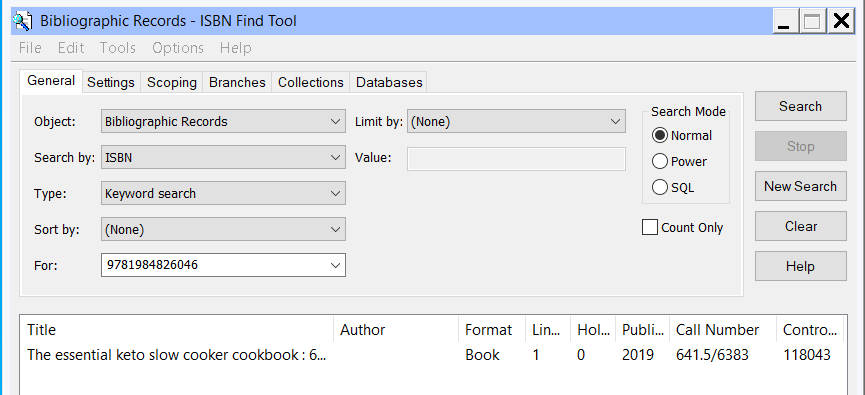 Bibliographic Records - ISBN Find Tool
File Edit Tools Options Help
General Settings Scoping Branches Collections Databases
Object: Bibliographic Records Limit by: (None)
Search by: ISBN Value:
Type: Keyword search
Sort by: (None)
For: 9781984826046
Search Mode
Normal
Power
SQL
Count Only
Search
Stop
New Search
Clear
Help
Title Author Format Lin... Hol... Publi... Call Number Contro...
The essential keto slow cooker cookbook : 6... Book 1 0 2019 641.5/6383 118043